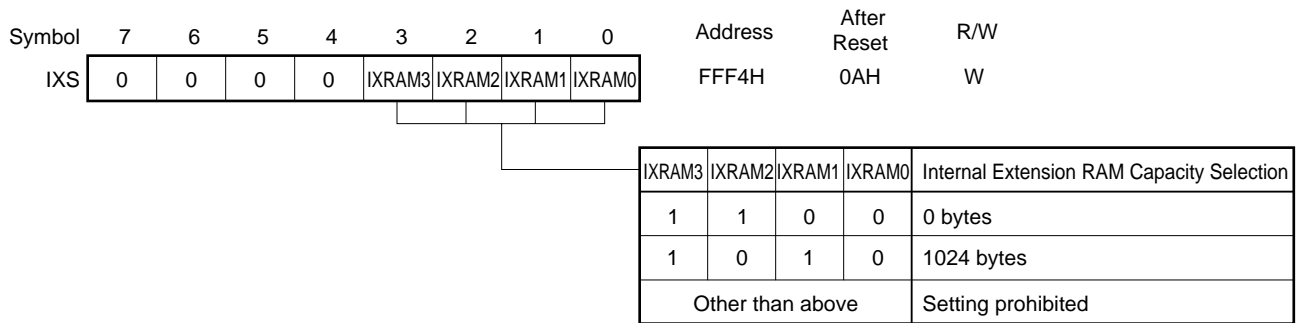 Symbol 7 6 5 4 3 2 1 0 Address After Reset R/W
IXS 0 0 0 0 IXRAM3 IXRAM2 IXRAM1 IXRAM0 FFF4H 0AH W
IXRAM3 IXRAM2 IXRAM1 IXRAM0 Internal Extension RAM Capacity Selection
1 1 0 0 0 bytes
1 0 1 0 1024 bytes
Other than above Setting prohibited